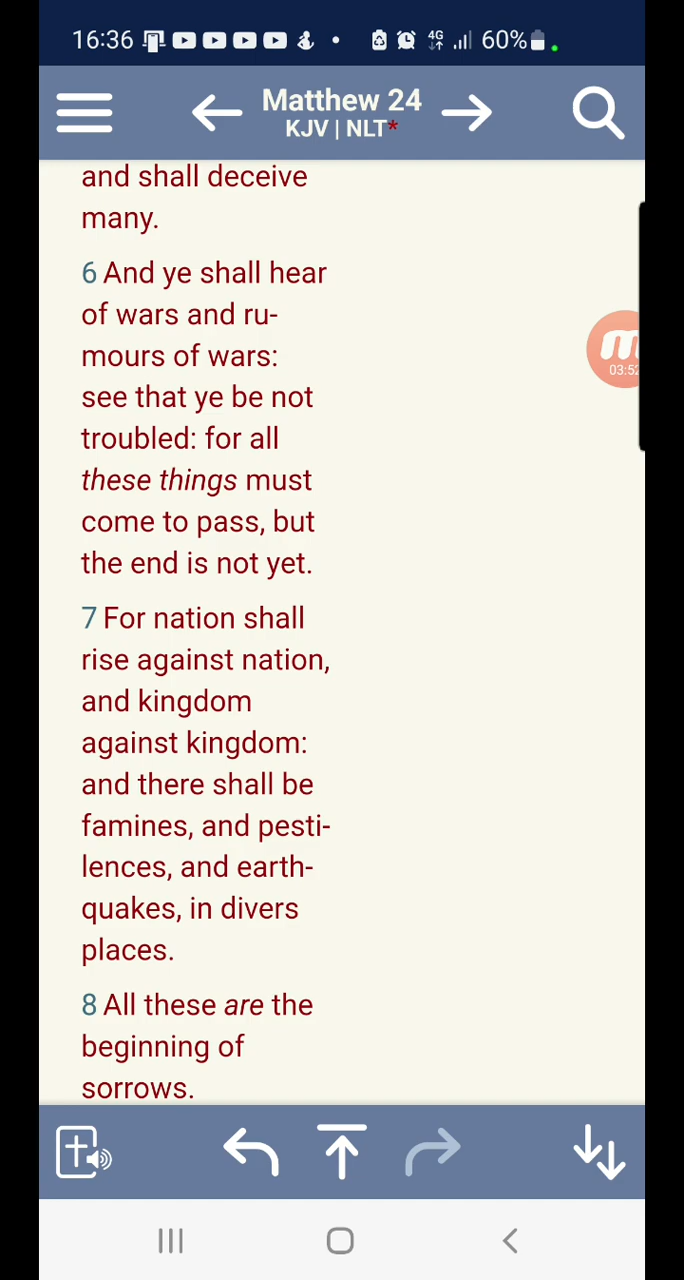 16:36 4G 60%
Matthew 24
KJV | NLT*
and shall deceive
many.
6 And ye shall hear
of wars and ru-
mours of wars:
see that ye be not
troubled: for all
these things must
come to pass, but
the end is not yet.
7 For nation shall
rise against nation,
and kingdom
against kingdom:
and there shall be
famines, and pesti-
lences, and earth-
quakes, in divers
places.
8 All these are the
beginning of
sorrows.
03:52